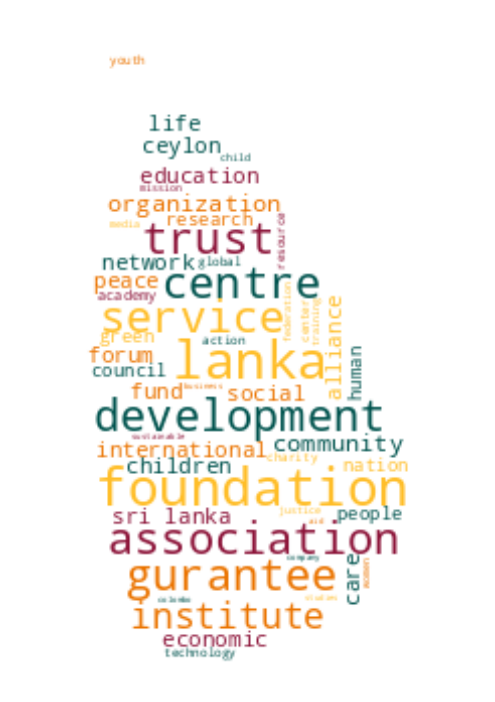 youth
life
ceylon
child
education
mission
organization
research
media
trust
resource
network global
centre
peace
academy
service
federation
center
training
alliance
green
action
lanka
forum
council
human
fund business social
development
sustainable
international community
charity
children nation
foundation
sri lanka justice people
aid
association
company
gurantee
care
women
colombo studies
institute
economic
technology